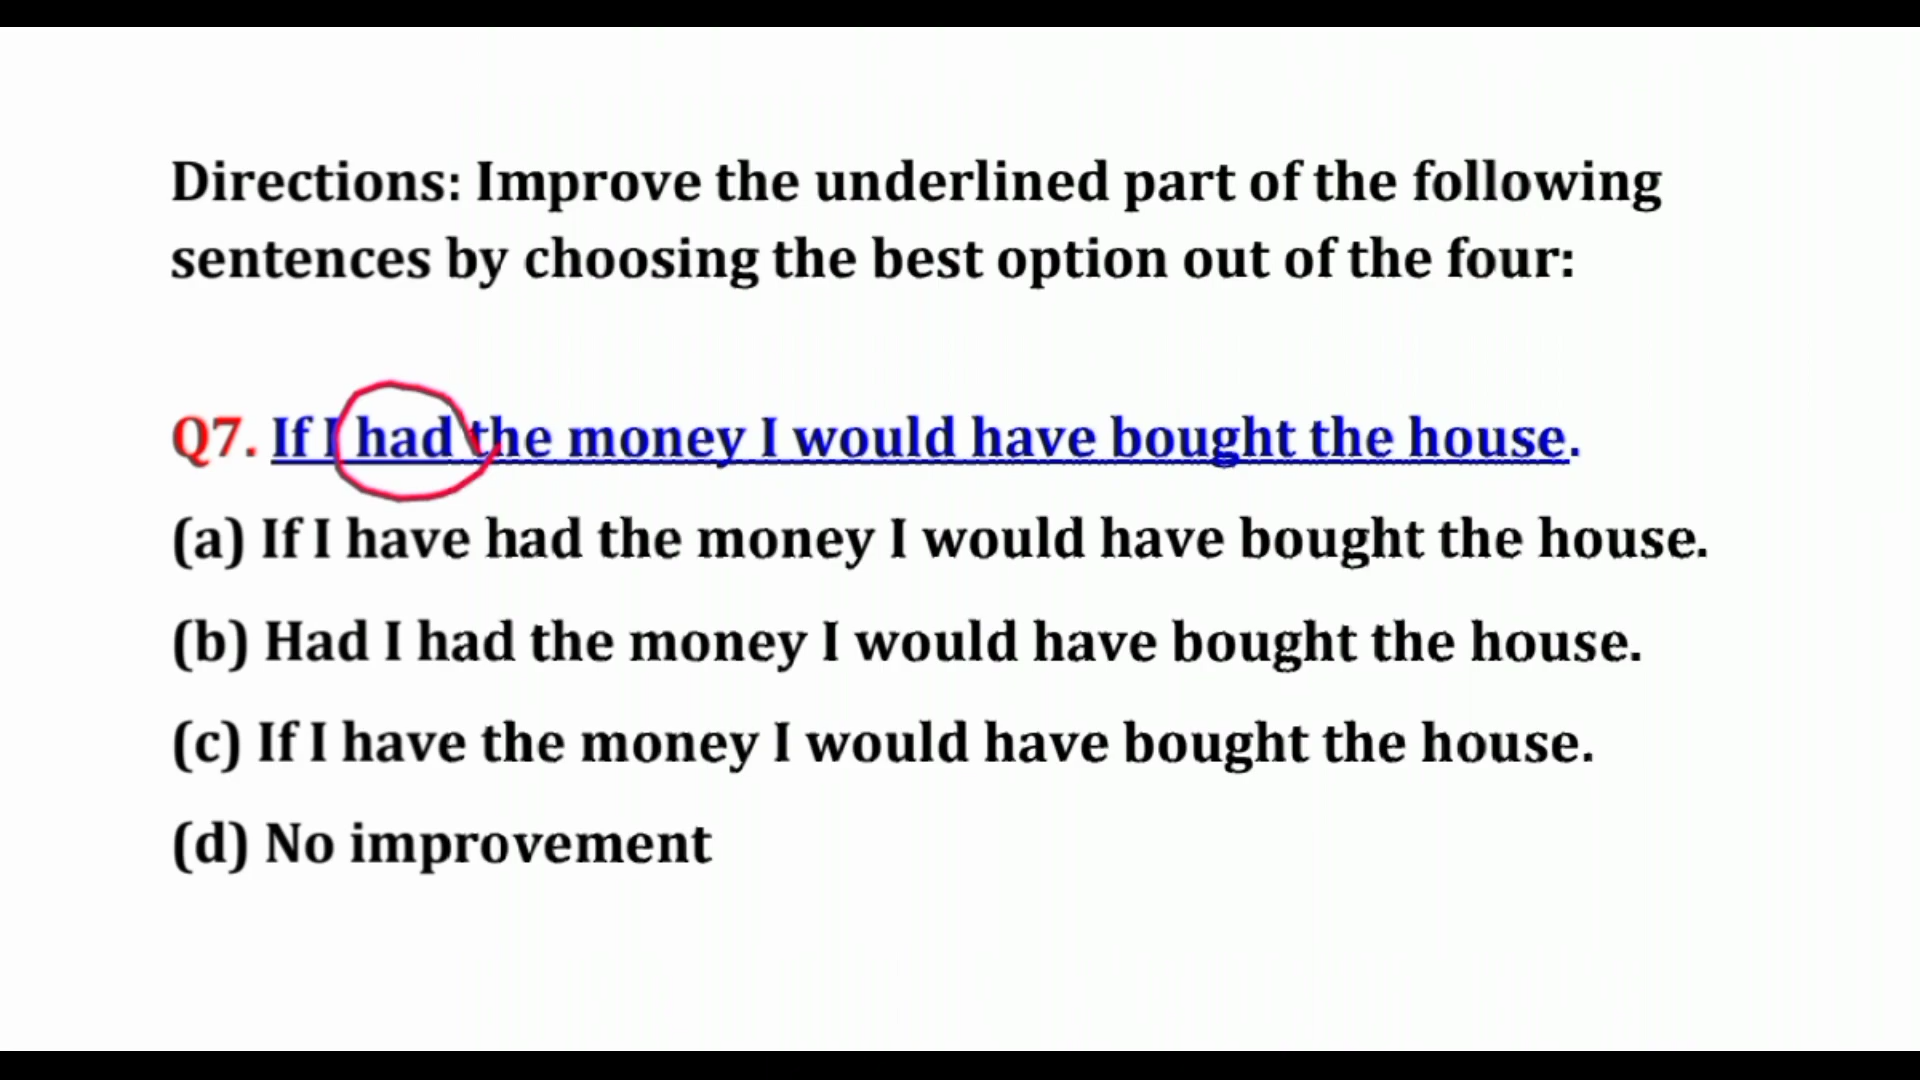 Directions: Improve the underlined part of the following
sentences by choosing the best option out of the four:
Q7. If I had the money I would have bought the house.
(a) If I have had the money I would have bought the house.
(b) Had I had the money I would have bought the house.
(c) If I have the money I would have bought the house.
(d) No improvement